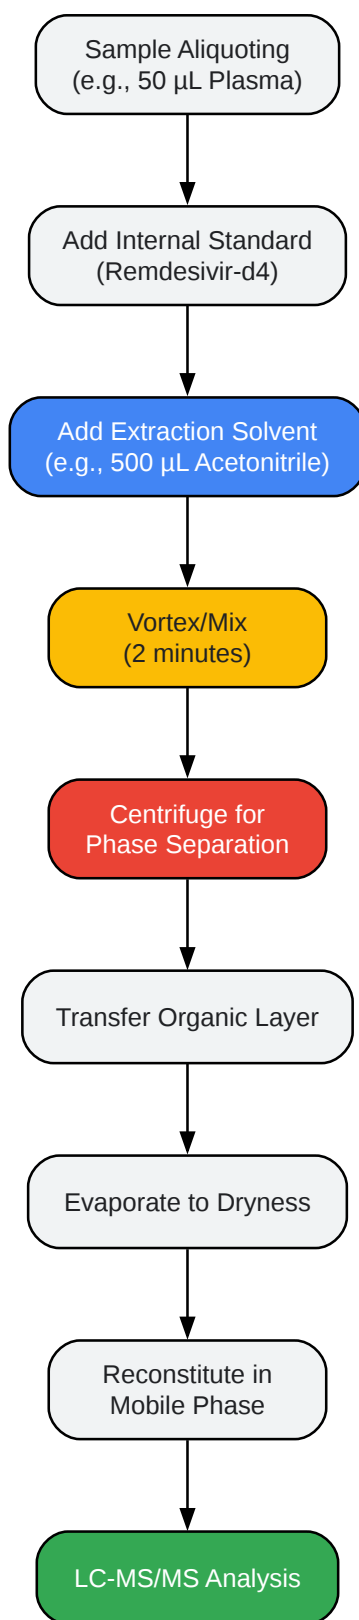 Sample Aliquoting
(e.g., 50 µL Plasma)
Add Internal Standard
(Remdesivir-d4)
Add Extraction Solvent
(e.g., 500 µL Acetonitrile)
Vortex/Mix
(2 minutes)
Centrifuge for
Phase Separation
Transfer Organic Layer
Evaporate to Dryness
Reconstitute in
Mobile Phase
LC-MS/MS Analysis